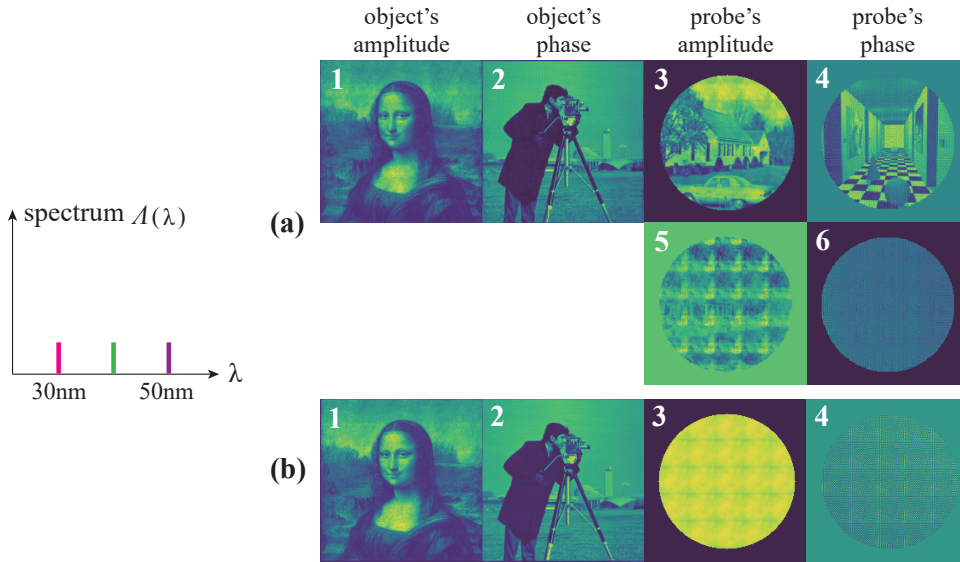 object's object's probe's probe's
amplitude phase amplitude phase
1 2 3 4
spectrum Λ(λ)
(a)
5 6
λ
30nm 50nm
1 2 3 4
(b)